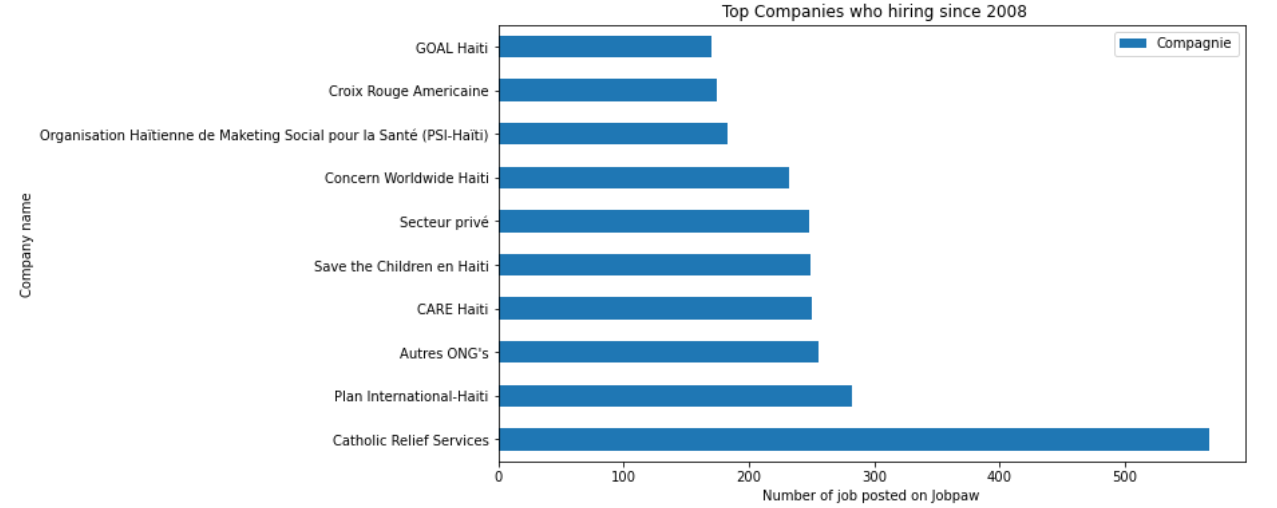 Top Companies who hiring since 2008
Compagnie
GOAL Haiti
Croix Rouge Americaine
Organisation Haïtienne de Maketing Social pour la Santé (PSI-Haïti)
Concern Worldwide Haiti
Secteur privé
Save the Children en Haiti
CARE Haiti
Autres ONG's
Plan International-Haiti
Catholic Relief Services
Company name
0 100 200 300 400 500
Number of job posted on Jobpaw